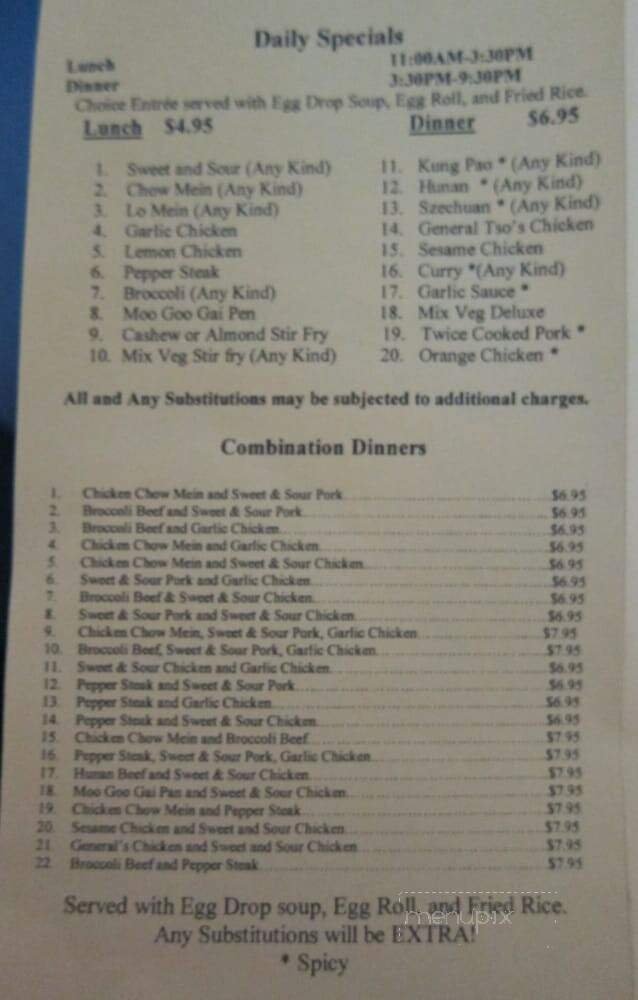 Daily Specials
Lunch 11:00AM-3:30PM
Dinner 3:30PM-9:30PM
Choice Entrée served with Egg Drop Soup, Egg Roll, and Fried Rice.
Lunch $4.95 Dinner $6.95
1. Sweet and Sour (Any Kind) 11. Kung Pao * (Any Kind)
2. Chow Mein (Any Kind) 12. Hunan * (Any Kind)
3. Lo Mein (Any Kind) 13. Szechuan * (Any Kind)
4. Garlic Chicken 14. General Tso's Chicken
5. Lemon Chicken 15. Sesame Chicken
6. Pepper Steak 16. Curry *(Any Kind)
7. Broccoli (Any Kind) 17. Garlic Sauce *
8. Moo Goo Gai Pen 18. Mix Veg Deluxe
9. Cashew or Almond Stir Fry 19. Twice Cooked Pork *
10. Mix Veg Stir fry (Any Kind) 20. Orange Chicken *
All and Any Substitutions may be subjected to additional charges.
Combination Dinners
1. Chicken Chow Mein and Sweet & Sour Pork $6.95
2. Broccoli Beef and Sweet & Sour Pork $6.95
3. Broccoli Beef and Garlic Chicken $6.95
4. Chicken Chow Mein and Garlic Chicken $6.95
5. Chicken Chow Mein and Sweet & Sour Chicken $6.95
6. Sweet & Sour Pork and Garlic Chicken $6.95
7. Broccoli Beef & Sweet & Sour Chicken $6.95
8. Sweet & Sour Pork and Sweet & Sour Chicken $6.95
9. Chicken Chow Mein, Sweet & Sour Pork, Garlic Chicken $7.95
10. Broccoli Beef, Sweet & Sour Pork, Garlic Chicken $7.95
11. Sweet & Sour Chicken and Garlic Chicken $6.95
12. Pepper Steak and Sweet & Sour Pork $6.95
13. Pepper Steak and Garlic Chicken $6.95
14. Pepper Steak and Sweet & Sour Chicken $6.95
15. Chicken Chow Mein and Broccoli Beef $7.95
16. Pepper Steak, Sweet & Sour Pork, Garlic Chicken $7.95
17. Hunan Beef and Sweet & Sour Chicken $7.95
18. Moo Goo Gai Pan and Sweet & Sour Chicken $7.95
19. Chicken Chow Mein and Pepper Steak $7.95
20. Sesame Chicken and Sweet and Sour Chicken $7.95
21. General's Chicken and Sweet and Sour Chicken $7.95
22. Broccoli Beef and Pepper Steak $7.95
Served with Egg Drop soup, Egg Roll, and Fried Rice.
menupix
Any Substitutions will be EXTRA!
* Spicy